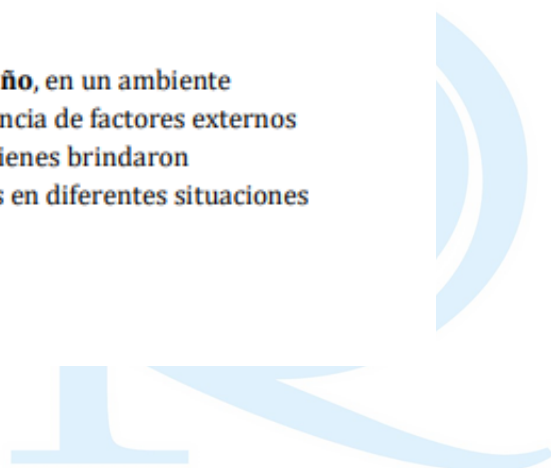 ño, en un ambiente
ncia de factores externos
ienes brindaron
s en diferentes situaciones